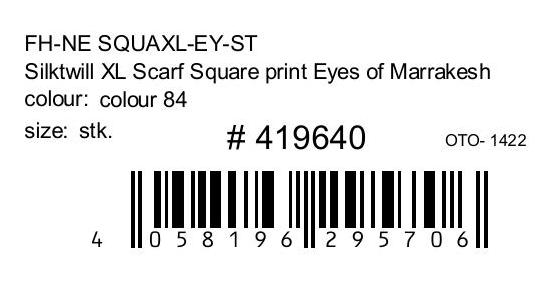 FH-NE SQUAXL-EY-ST
Silktwill XL Scarf Square print Eyes of Marrakesh
colour: colour 84
size: stk.
# 419640
OTO- 1422
4 058196 295706